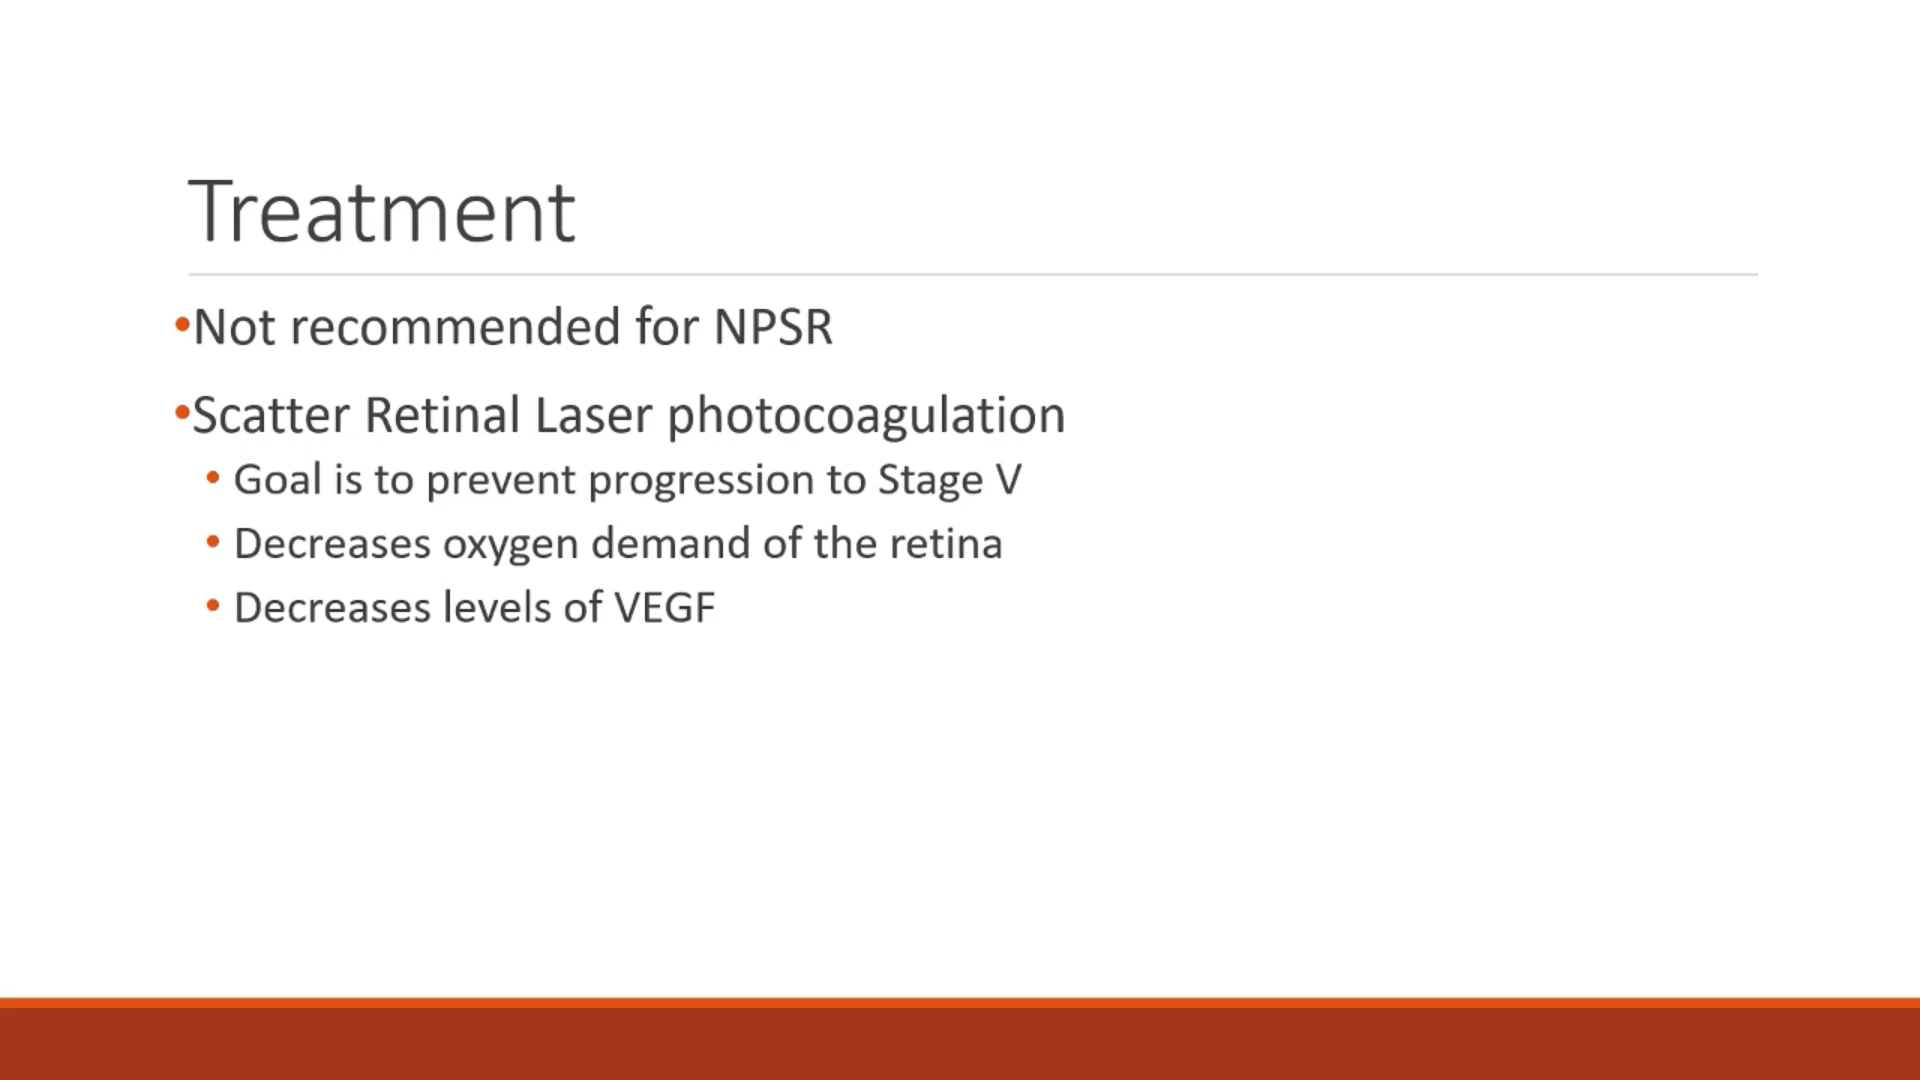 Treatment
•Not recommended for NPSR
•Scatter Retinal Laser photocoagulation
• Goal is to prevent progression to Stage V
• Decreases oxygen demand of the retina
• Decreases levels of VEGF